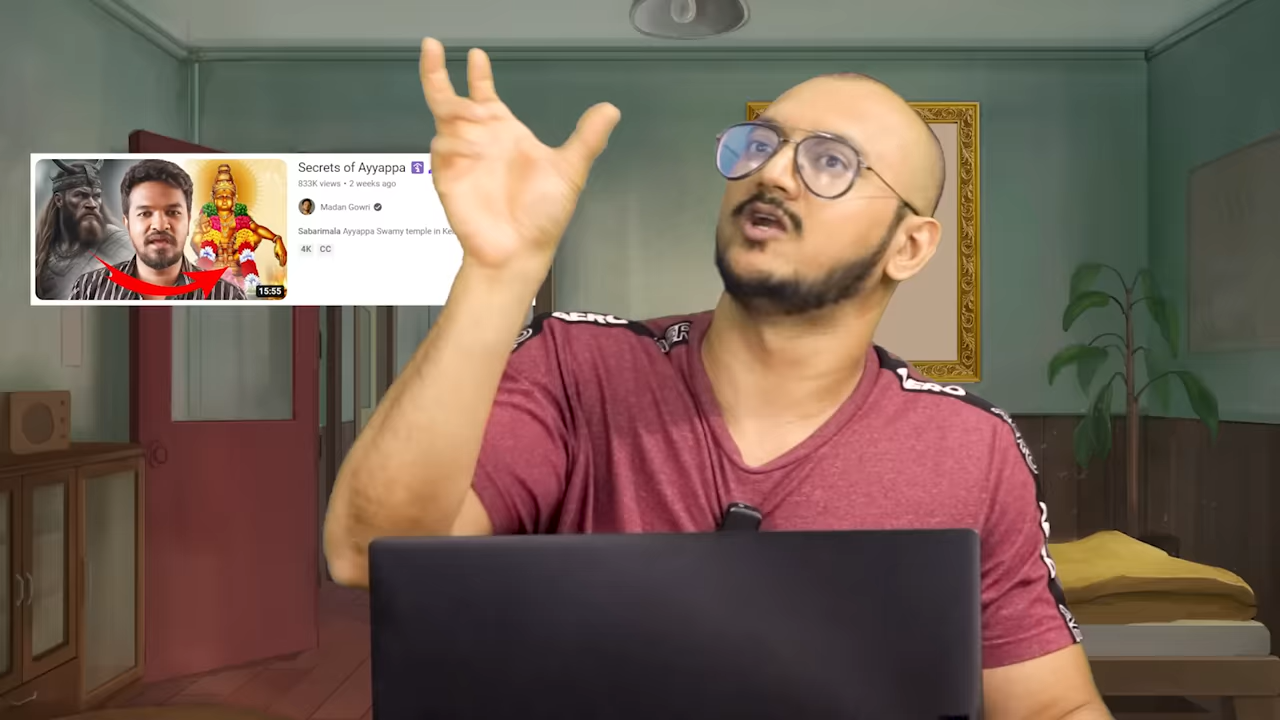 Secrets of Ayyappa
833K views • 2 weeks ago
Madan Gowri
Sabarimala Ayyappa Swamy temple in
4K CC
15:55
AERO
AERO